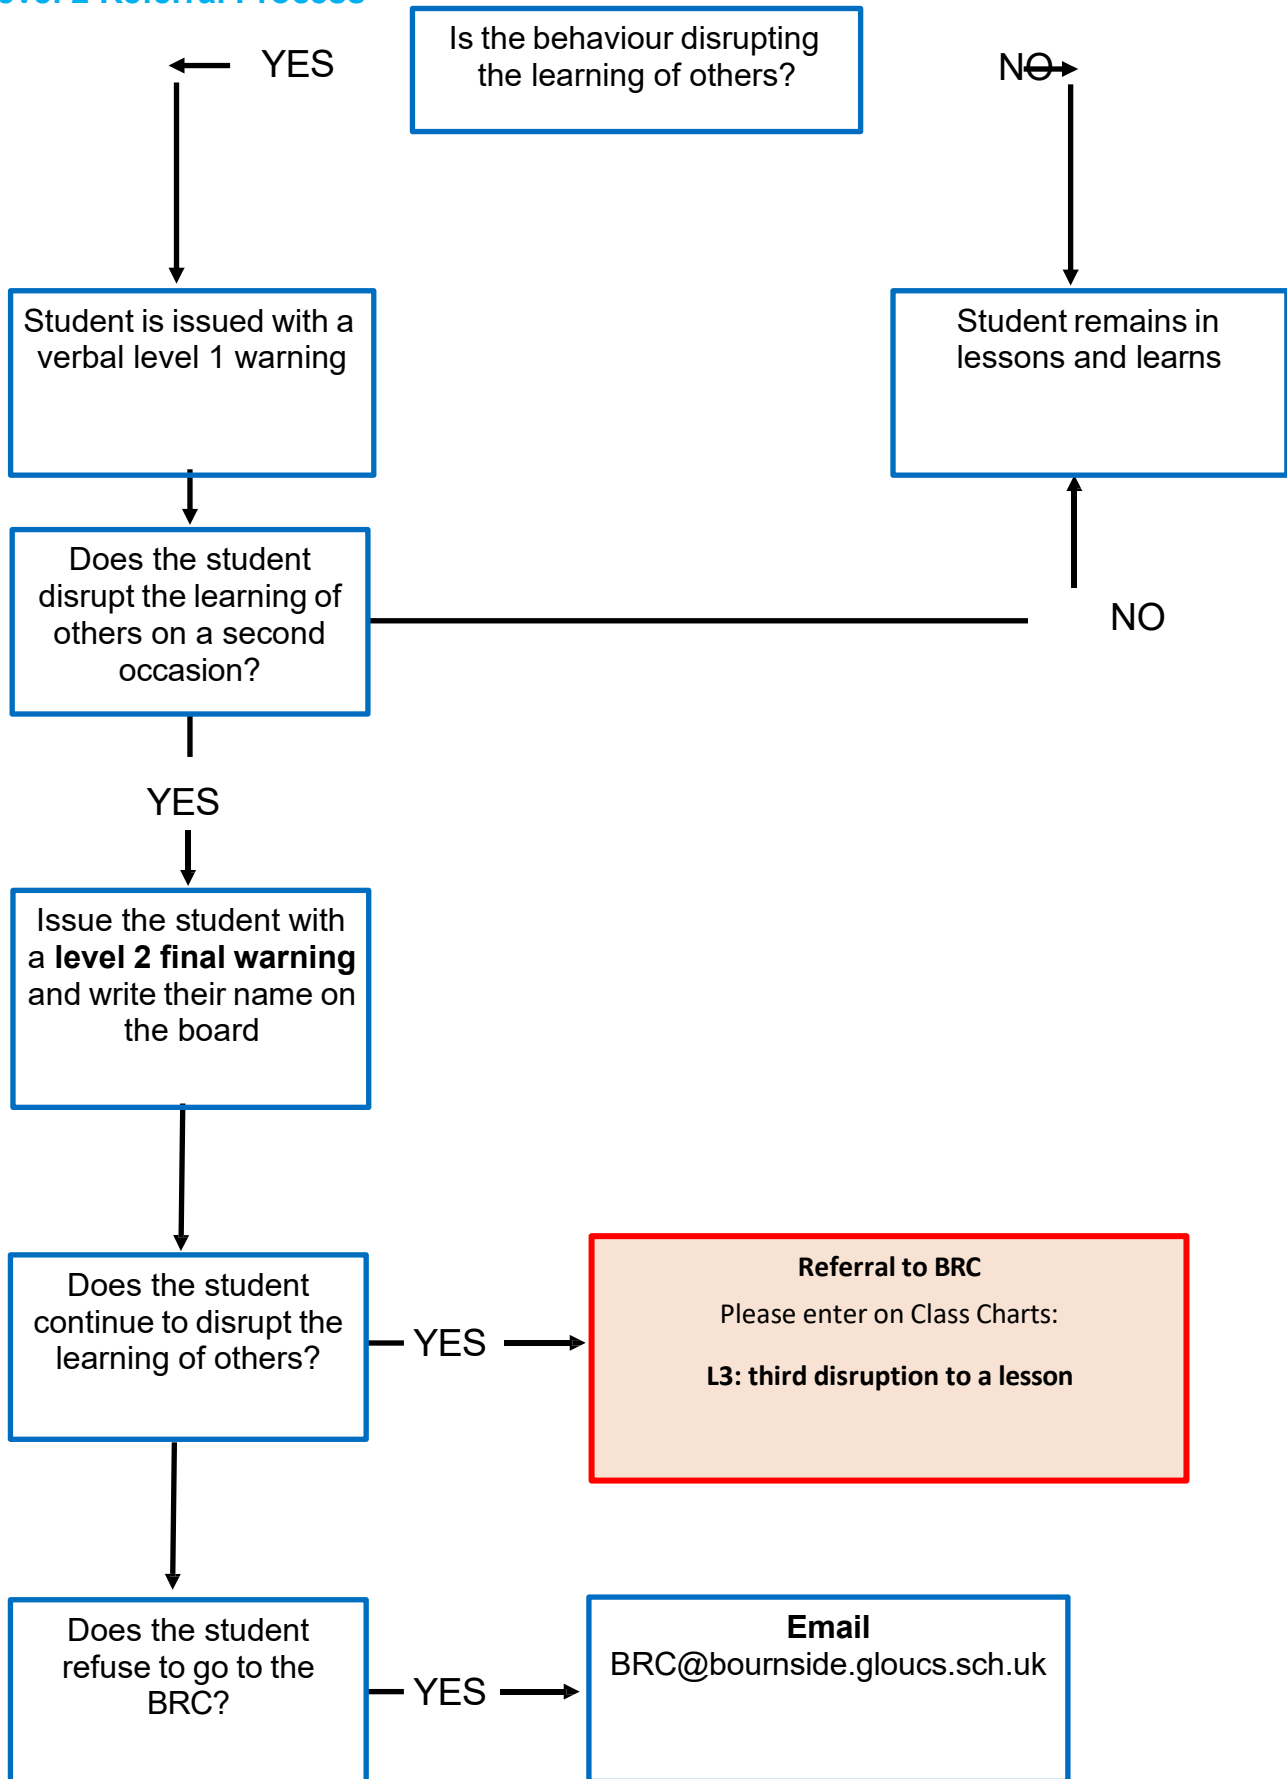 Level 2 Referral Process
Is the behaviour disrupting
the learning of others?
YES
NO
Student is issued with a
verbal level 1 warning
Student remains in
lessons and learns
Does the student
disrupt the learning of
others on a second
occasion?
NO
YES
Issue the student with
a level 2 final warning
and write their name on
the board
Does the student
continue to disrupt the
learning of others?
YES
Referral to BRC
Please enter on Class Charts:
L3: third disruption to a lesson
Does the student
refuse to go to the
BRC?
YES
Email
BRC@bournside.gloucs.sch.uk